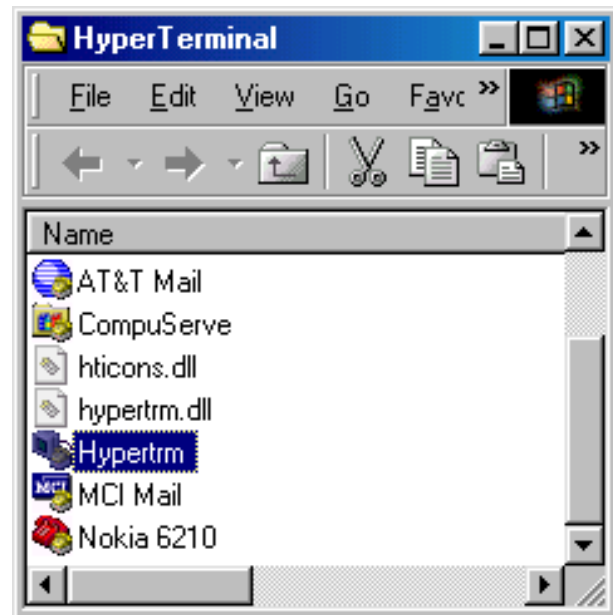 HyperTerminal
File Edit View Go Favc »
»
Name
AT&T Mail
CompuServe
hticons.dll
hypertrm.dll
Hypertrm
MCI MCI Mail
Nokia 6210